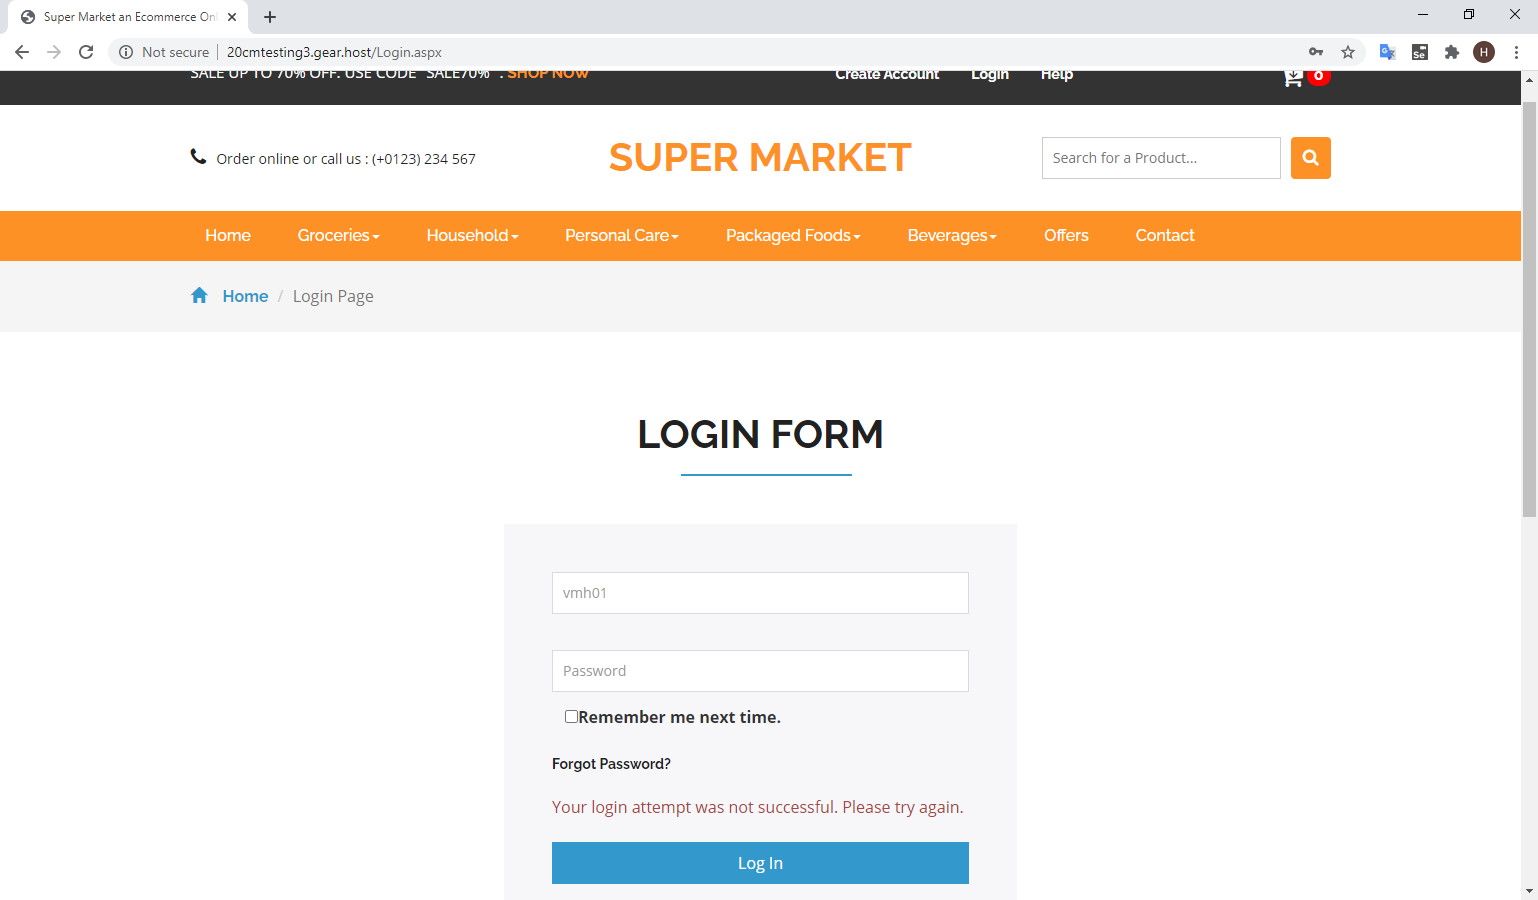 Super Market an Ecommerce Onl
Not secure
20cmtesting3.gear.host/Login.aspx
H
SALE UP TO 70% OFF. USE CODE "SALE70%" . SHOP NOW
Create Account
Login
Help
0
Order online or call us : (+0123) 234 567
SUPER MARKET
Search for a Product...
Home
Groceries
Household
Personal Care
Packaged Foods
Beverages
Offers
Contact
Home / Login Page
LOGIN FORM
vmh01
Password
Remember me next time.
Forgot Password?
Your login attempt was not successful. Please try again.
Log In